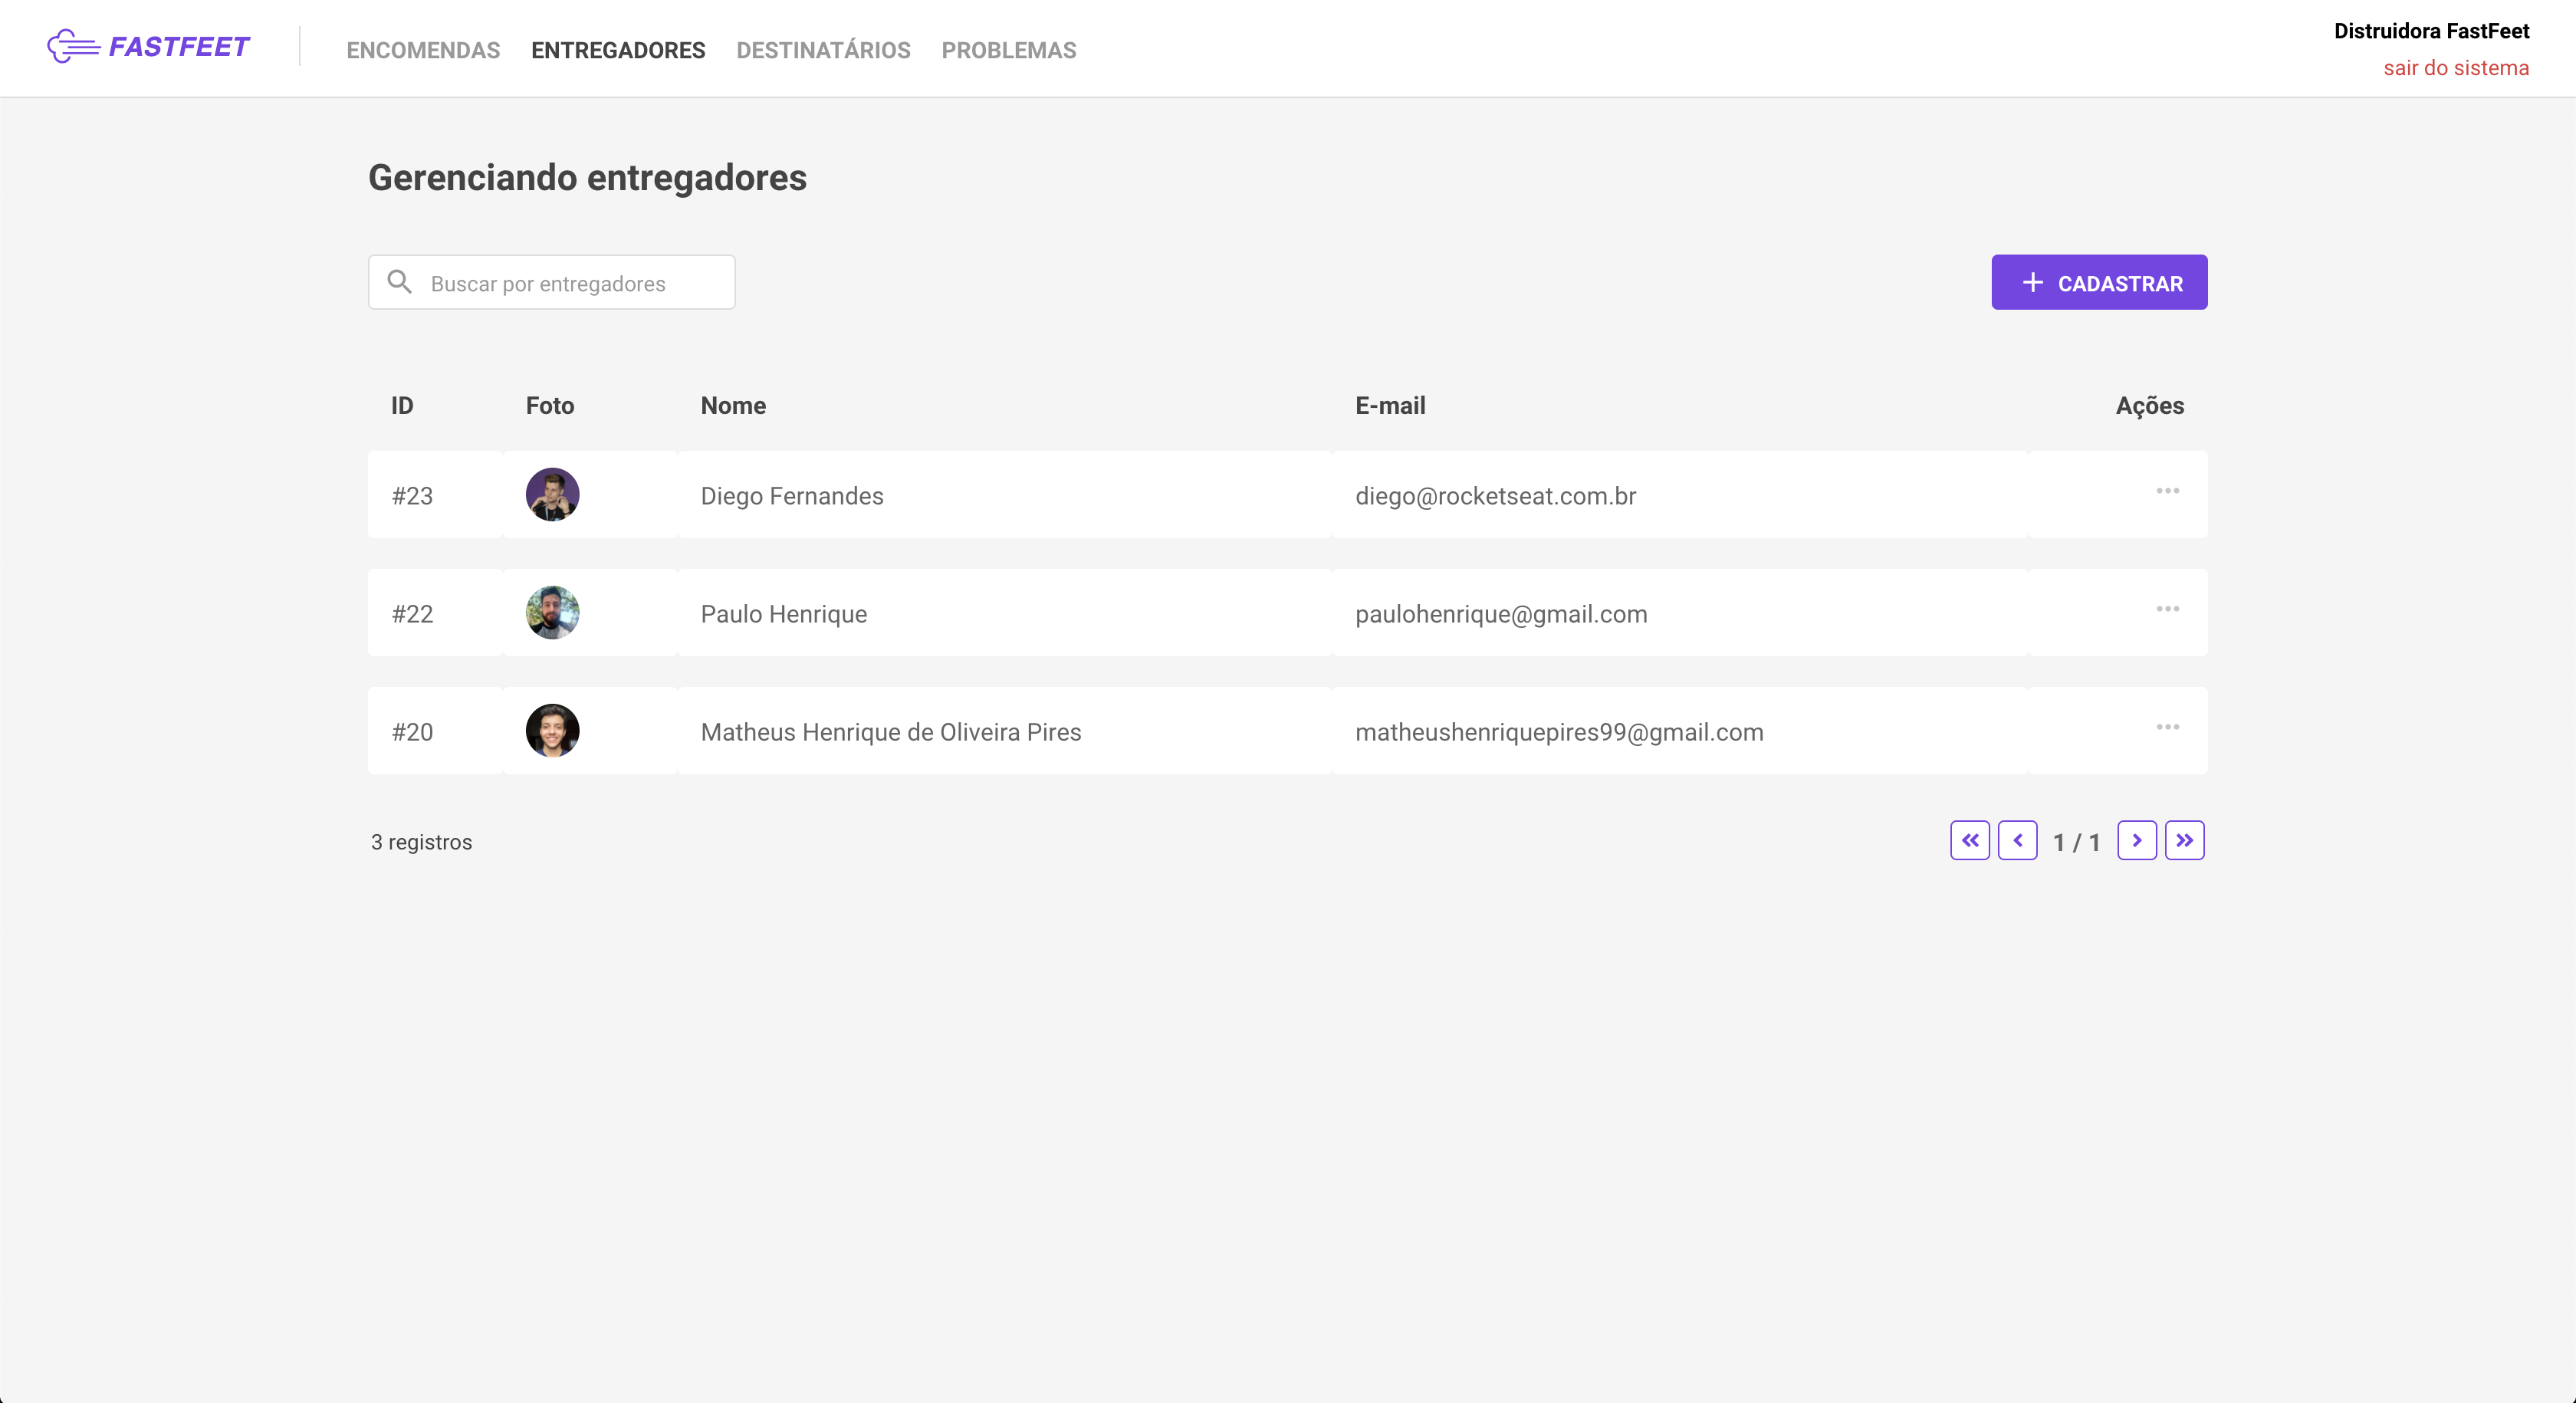 FASTFEET
ENCOMENDAS ENTREGADORES DESTINATÁRIOS PROBLEMAS
Distruidora FastFeet
sair do sistema
Gerenciando entregadores
Buscar por entregadores
CADASTRAR
ID Foto Nome E-mail Ações
#23 Diego Fernandes diego@rocketseat.com.br
#22 Paulo Henrique paulohenrique@gmail.com
#20 Matheus Henrique de Oliveira Pires matheushenriquepires99@gmail.com
3 registros
1 / 1